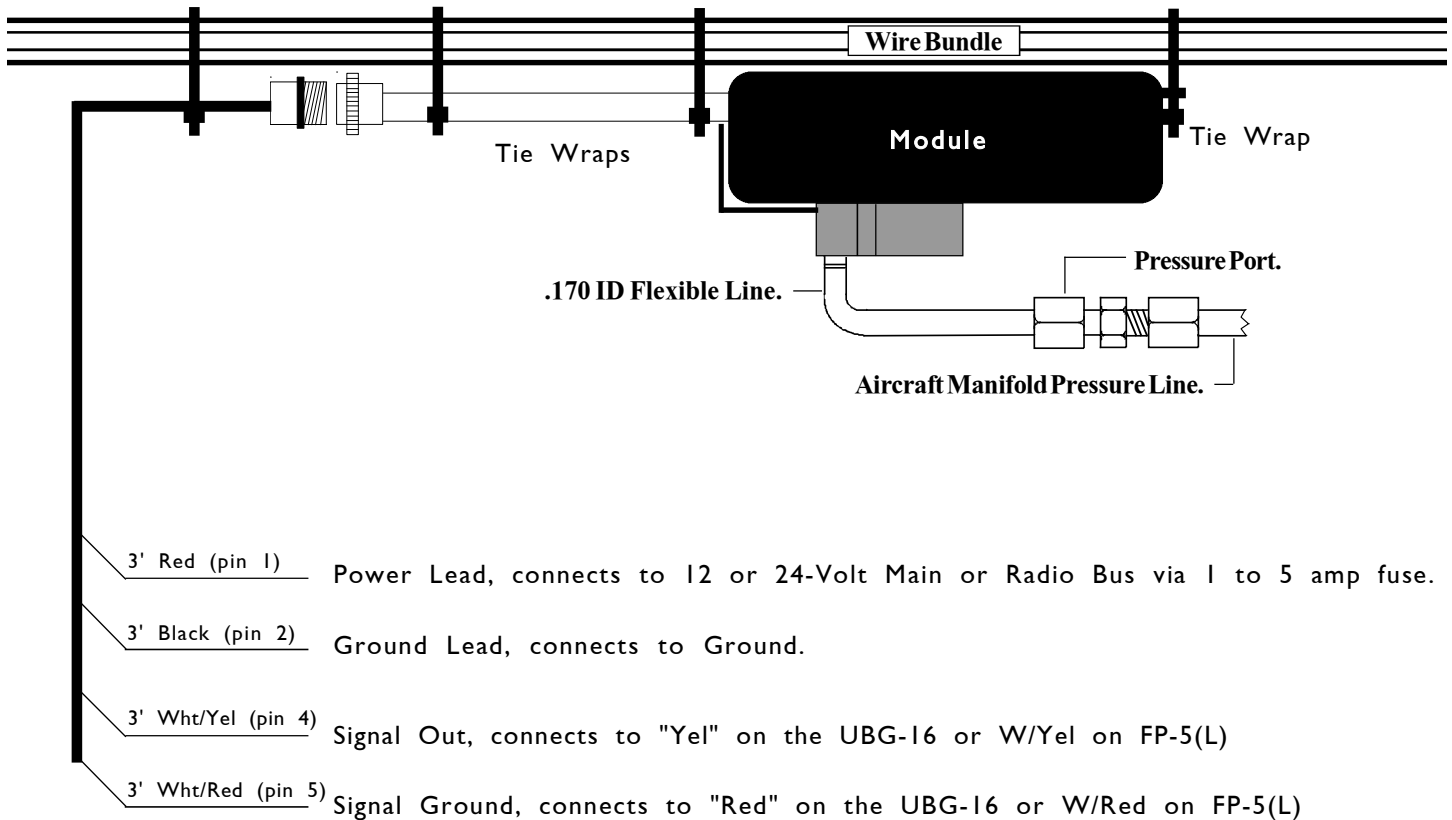 Wire Bundle
Module
Tie Wraps
Tie Wrap
Pressure Port.
.170 ID Flexible Line.
Aircraft Manifold Pressure Line.
3' Red (pin 1)
Power Lead, connects to 12 or 24-Volt Main or Radio Bus via 1 to 5 amp fuse.
3' Black (pin 2)
Ground Lead, connects to Ground.
3' Wht/Yel (pin 4)
Signal Out, connects to "Yel" on the UBG-16 or W/Yel on FP-5(L)
3' Wht/Red (pin 5)
Signal Ground, connects to "Red" on the UBG-16 or W/Red on FP-5(L)